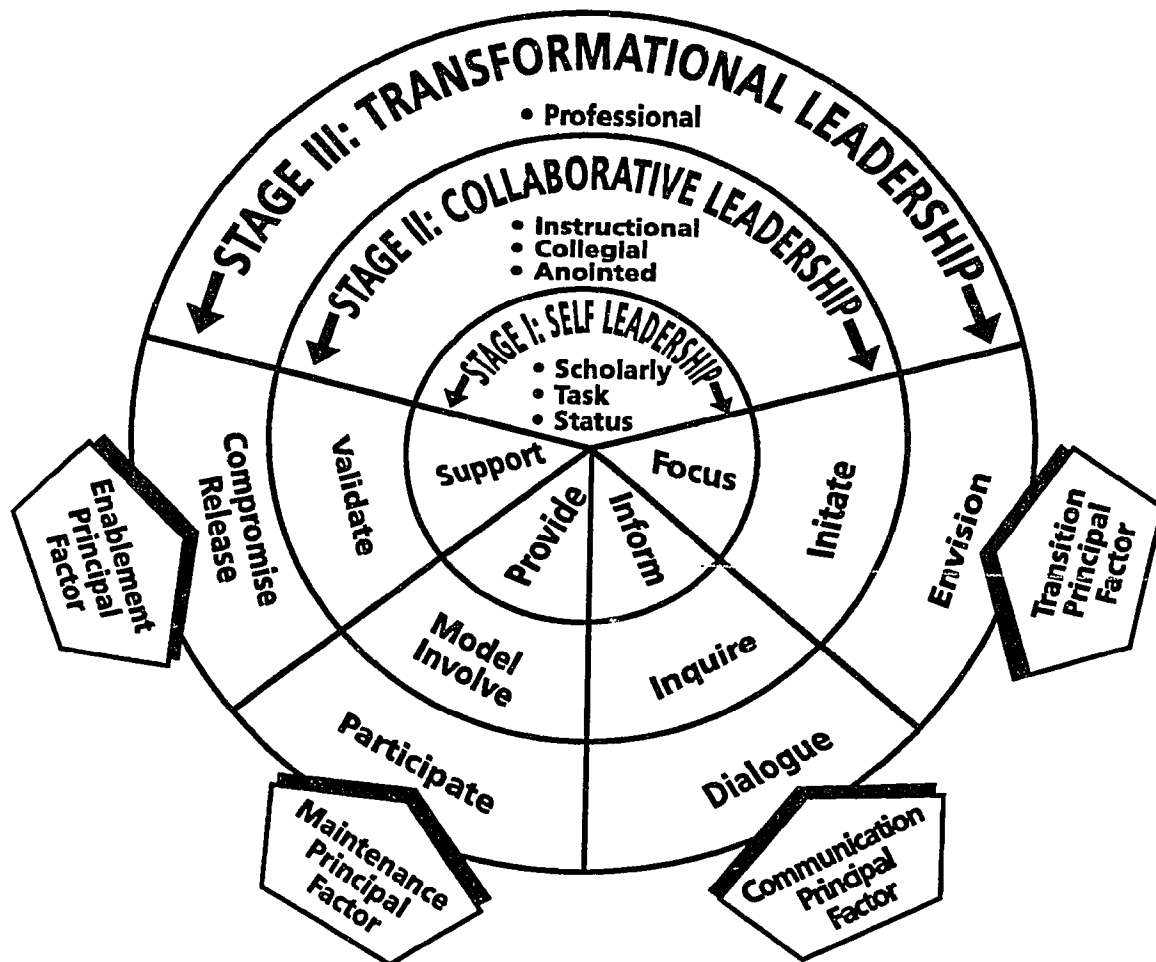 STAGE III: TRANSFORMATIONAL LEADERSHIP
• Professional
STAGE II: COLLABORATIVE LEADERSHIP
• Instructional
• Collegial
• Anointed
STAGE I: SELF LEADERSHIP
• Scholarly
• Task
• Status
Support
Provide
Inform
Focus
Validate
Model
Involve
Inquire
Initate
Compromise
Release
Participate
Dialogue
Envision
Enablement
Principal
Factor
Maintenance
Principal
Factor
Communication
Principal
Factor
Transition
Principal
Factor